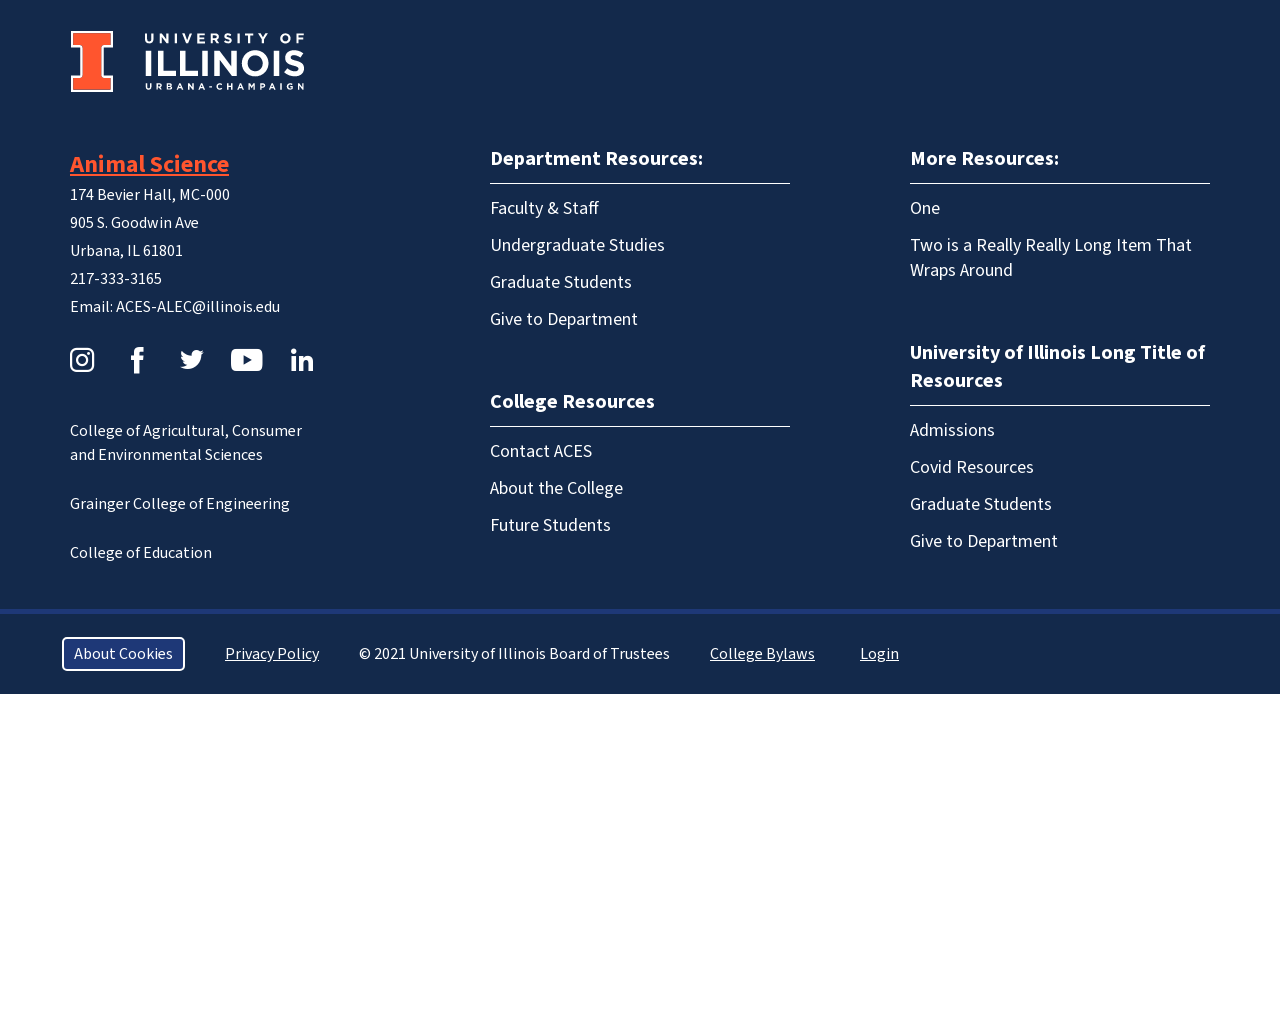 UNIVERSITY OF
ILLINOIS
URBANA-CHAMPAIGN
Animal Science
174 Bevier Hall, MC-000
905 S. Goodwin Ave
Urbana, IL 61801
217-333-3165
Email: ACES-ALEC@illinois.edu
College of Agricultural, Consumer
and Environmental Sciences
Grainger College of Engineering
College of Education
Department Resources:
Faculty & Staff
Undergraduate Studies
Graduate Students
Give to Department
College Resources
Contact ACES
About the College
Future Students
More Resources:
One
Two is a Really Really Long Item That
Wraps Around
University of Illinois Long Title of
Resources
Admissions
Covid Resources
Graduate Students
Give to Department
About Cookies
Privacy Policy
© 2021 University of Illinois Board of Trustees
College Bylaws
Login